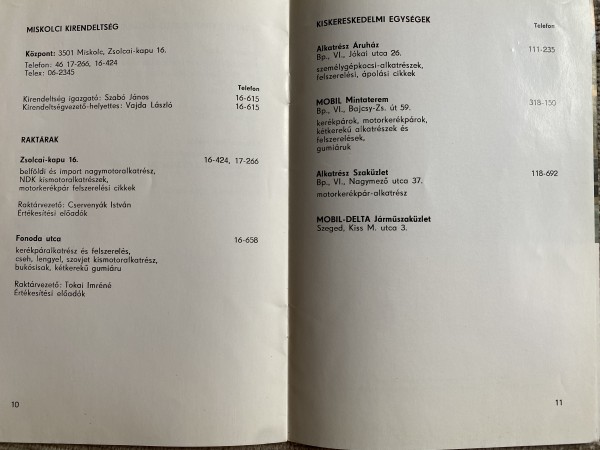 MISKOLCI KIRENDELTSÉG
Központ: 3501 Miskolc, Zsolcai-kapu 16.
Telefon: 46 17-266, 16-424
Telex: 06-2345
Telefon
Kirendeltség igazgató: Szabó János 16-615
Kirendeltségvezető-helyettes: Vajda László 16-615
RAKTÁRAK
Zsolcai-kapu 16. 16-424, 17-266
belföldi és import nagymotoralkatrész,
NDK kismotoralkatrészek,
motorkerékpár felszerelési cikkek
Raktárvezető: Cservenyák István
Értékesítési előadók
Fonoda utca 16-658
kerékpáralkatrész és felszerelés,
cseh, lengyel, szovjet kismotoralkatrész,
bukósisak, kétkerekű gumiáru
Raktárvezető: Tokai Imréné
Értékesítési előadók
10
KISKERESKEDELMI EGYSÉGEK
Telefon
Alkatrész Áruház 111-235
Bp., VI., Jókai utca 26.
személygépkocsi-alkatrészek,
felszerelési, ápolási cikkek
MOBIL Mintaterem 318-150
Bp., VI., Bajcsy-Zs. út 59.
kerékpárok, motorkerékpárok,
kétkerekű alkatrészek és
felszerelések,
gumiáruk
Alkatrész Szaküzlet 118-692
Bp., VI., Nagymező utca 37.
motorkerékpár-alkatrész
MOBIL-DELTA Járműszaküzlet
Szeged, Kiss M. utca 3.
11